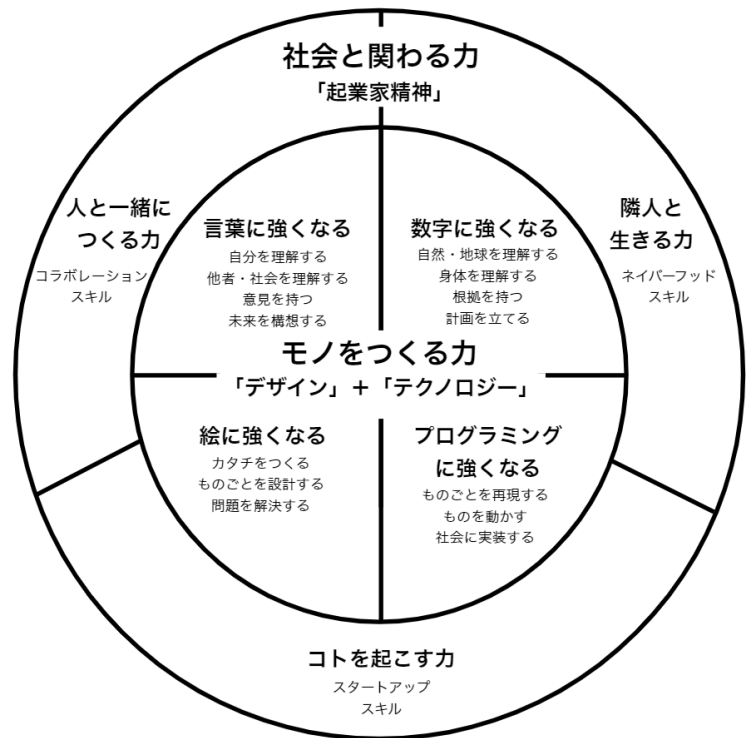 社会と関わる力
「起業家精神」
人と一緒に
つくる力
コラボレーション
スキル
隣人と
生きる力
ネイバーフッド
スキル
言葉に強くなる
自分を理解する
他者・社会を理解する
意見を持つ
未来を構想する
数字に強くなる
自然・地球を理解する
身体を理解する
根拠を持つ
計画を立てる
モノをつくる力
「デザイン」＋「テクノロジー」
絵に強くなる
カタチをつくる
ものごとを設計する
問題を解決する
プログラミング
に強くなる
ものごとを再現する
ものを動かす
社会に実装する
コトを起こす力
スタートアップ
スキル